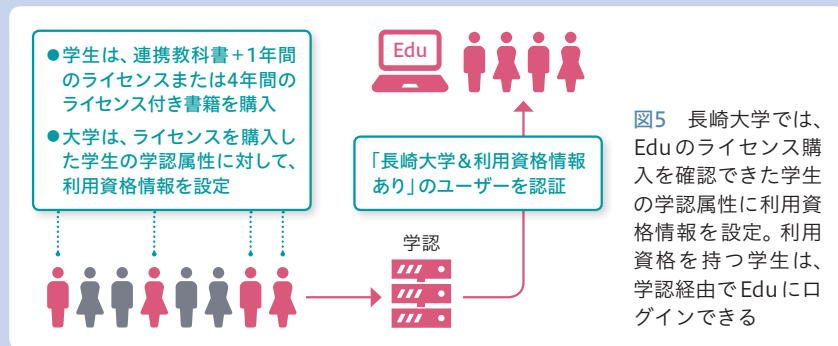 ●学生は、連携教科書+1年間
のライセンスまたは4年間の
ライセンス付き書籍を購入
●大学は、ライセンスを購入し
た学生の学認属性に対して、
利用資格情報を設定
Edu
「長崎大学&利用資格情報
あり」のユーザーを認証
学認
図5 長崎大学では、
Eduのライセンス購
入を確認できた学生
の学認属性に利用資
格情報を設定。利用
資格を持つ学生は、
学認経由でEduにロ
グインできる